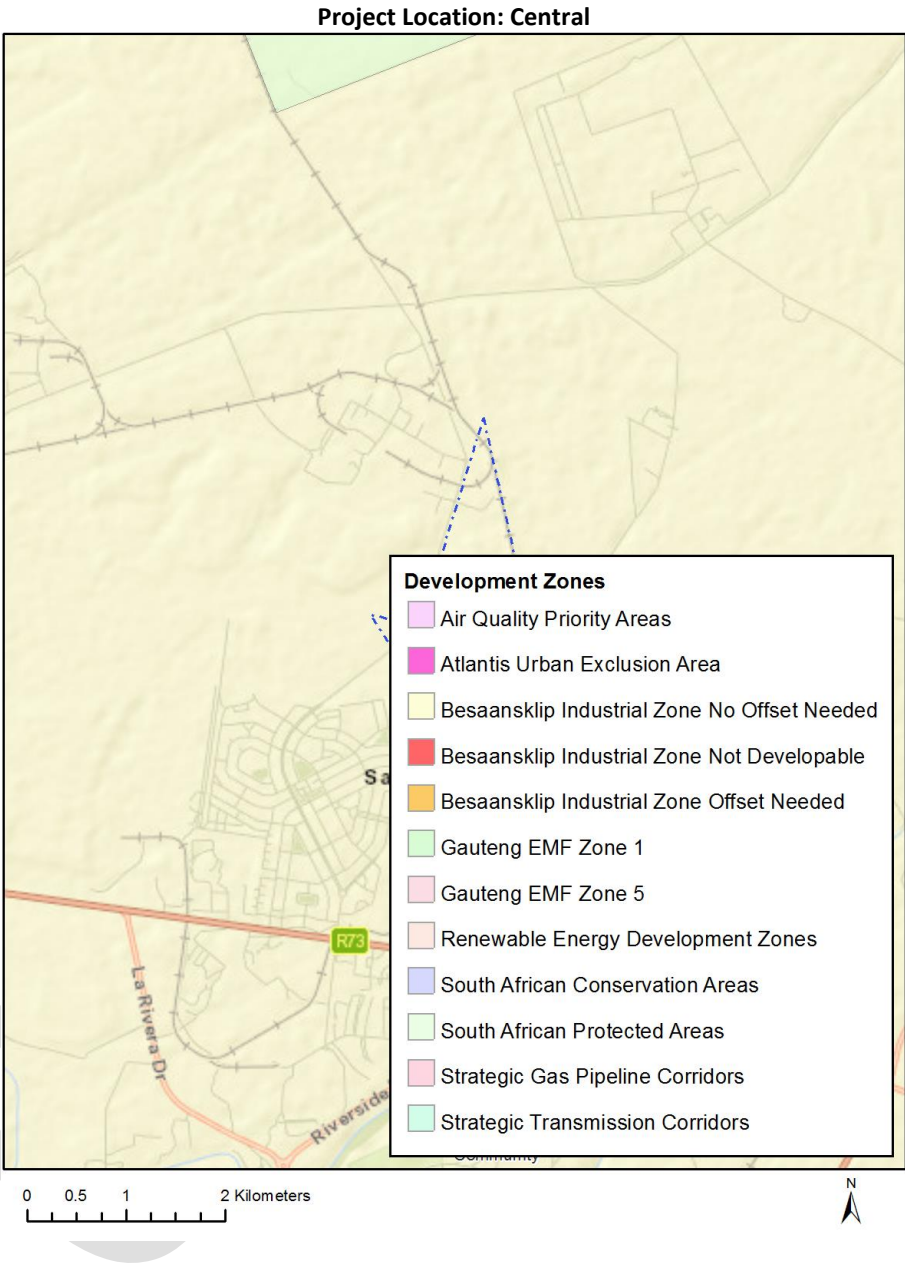 Project Location: Central
Development Zones
Air Quality Priority Areas
Atlantis Urban Exclusion Area
Besaansklip Industrial Zone No Offset Needed
Besaansklip Industrial Zone Not Developable
Besaansklip Industrial Zone Offset Needed
Gauteng EMF Zone 1
Gauteng EMF Zone 5
Renewable Energy Development Zones
South African Conservation Areas
South African Protected Areas
Strategic Gas Pipeline Corridors
Strategic Transmission Corridors
Sa
R73
La Rivera Dr
Riverside
Community
0 0.5 1 2 Kilometers
N